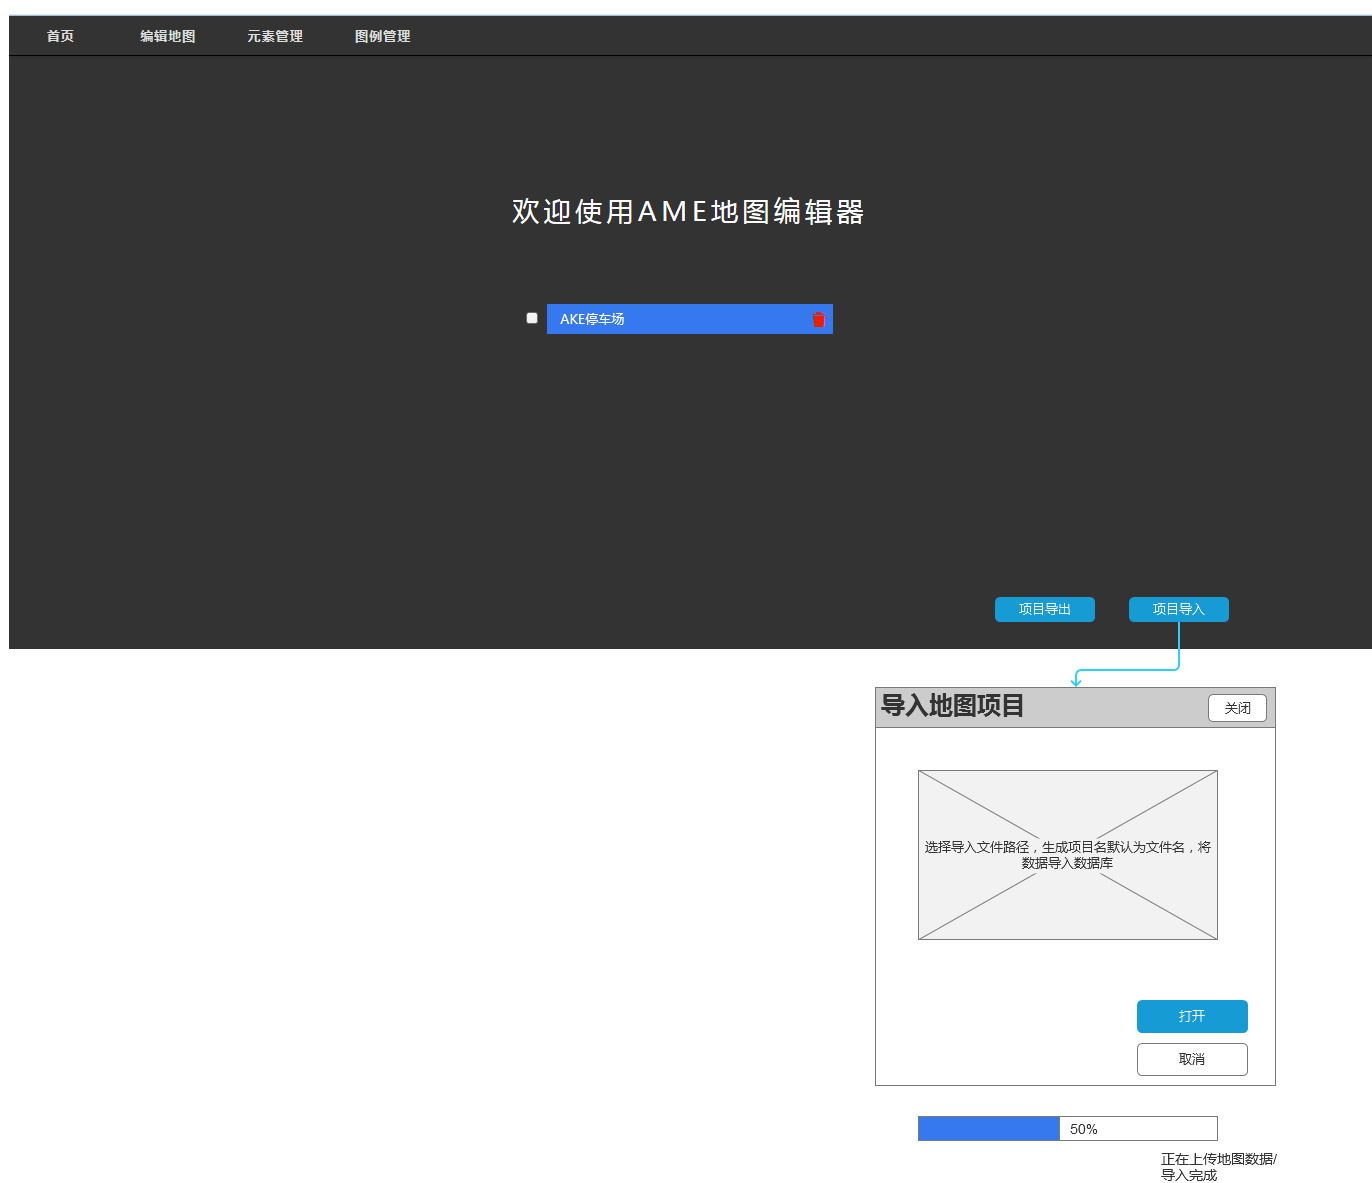 首页
编辑地图
元素管理
图例管理
欢迎使用AME地图编辑器
AKE停车场
项目导出
项目导入
导入地图项目
关闭
选择导入文件路径，生成项目名默认为文件名，将
数据导入数据库
打开
取消
50%
正在上传地图数据/
导入完成